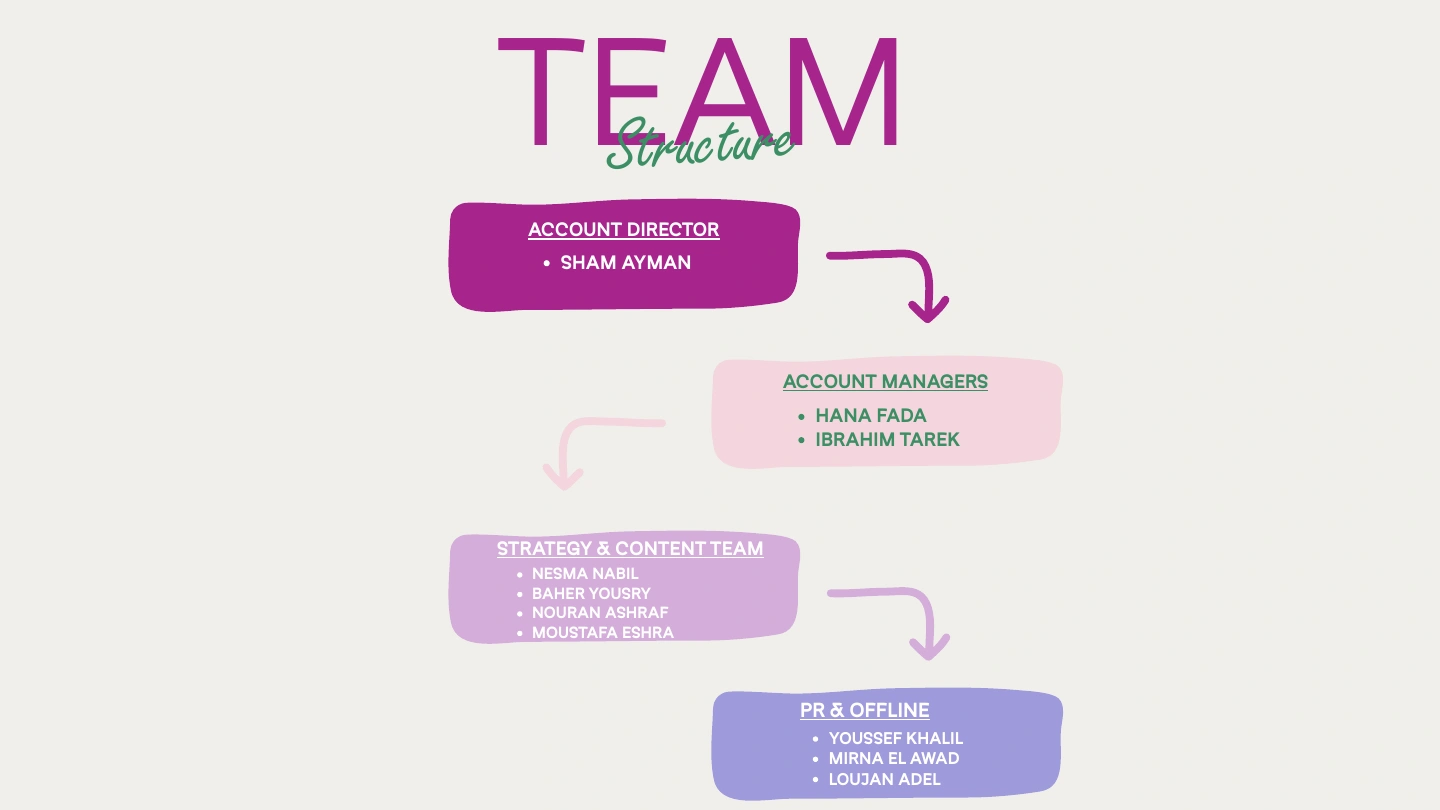 TEAM
Structure
ACCOUNT DIRECTOR
• SHAM AYMAN
ACCOUNT MANAGERS
• HANA FADA
• IBRAHIM TAREK
STRATEGY & CONTENT TEAM
• NESMA NABIL
• BAHER YOUSRY
• NOURAN ASHRAF
• MOUSTAFA ESHRA
PR & OFFLINE
• YOUSSEF KHALIL
• MIRNA EL AWAD
• LOUJAN ADEL